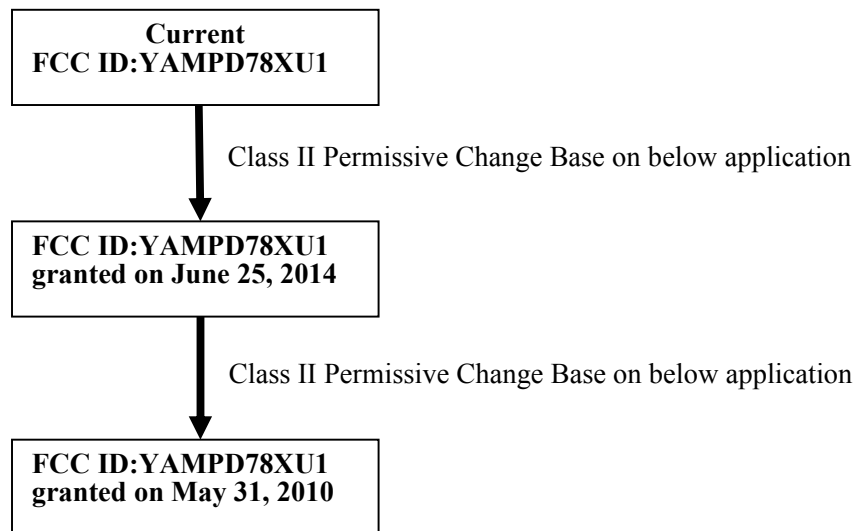 Current
FCC ID:YAMPD78XU1
Class II Permissive Change Base on below application
FCC ID:YAMPD78XU1
granted on June 25, 2014
Class II Permissive Change Base on below application
FCC ID:YAMPD78XU1
granted on May 31, 2010